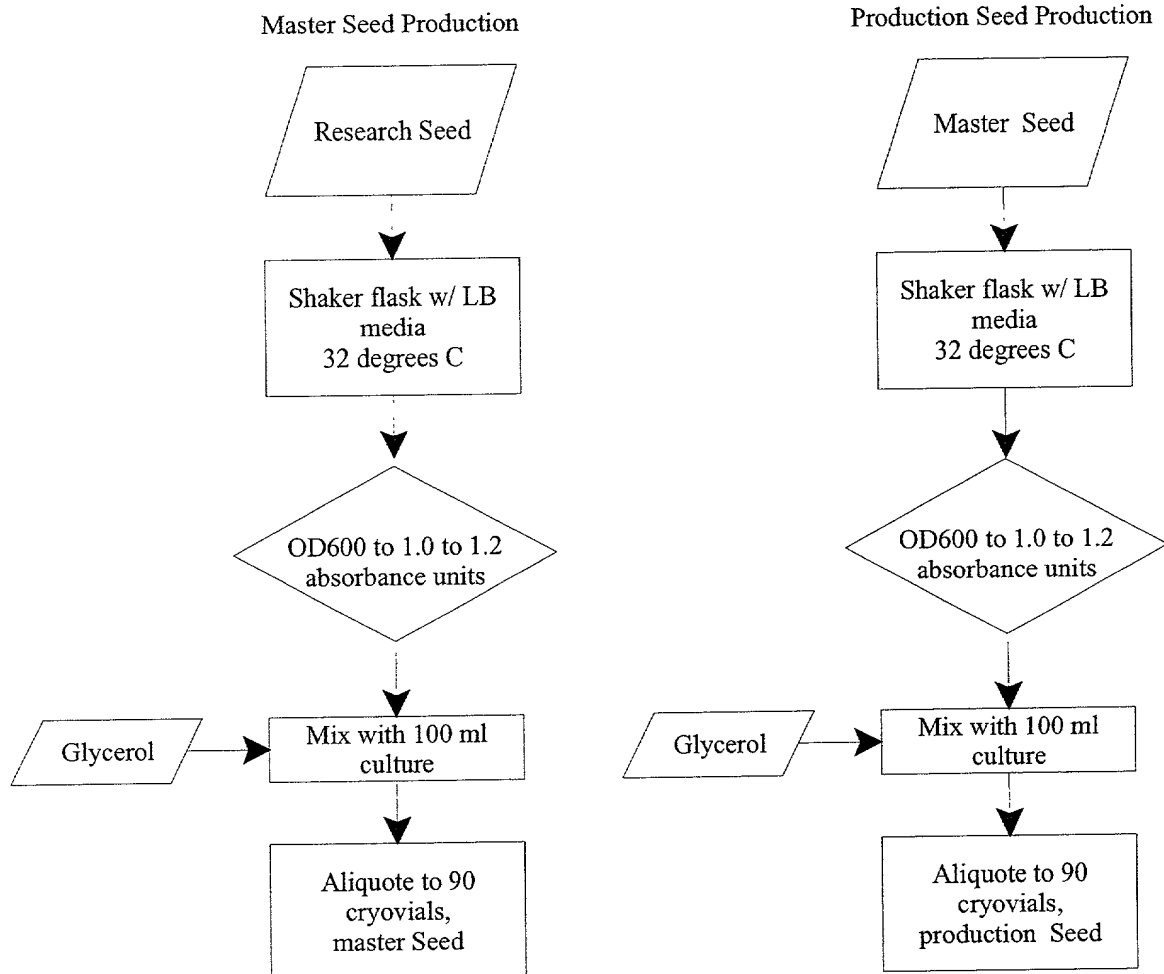 Master Seed Production
Research Seed
Shaker flask w/ LB
media
32 degrees C
OD600 to 1.0 to 1.2
absorbance units
Glycerol
Mix with 100 ml
culture
Aliquote to 90
cryovials,
master Seed
Production Seed Production
Master Seed
Shaker flask w/ LB
media
32 degrees C
OD600 to 1.0 to 1.2
absorbance units
Glycerol
Mix with 100 ml
culture
Aliquote to 90
cryovials,
production Seed